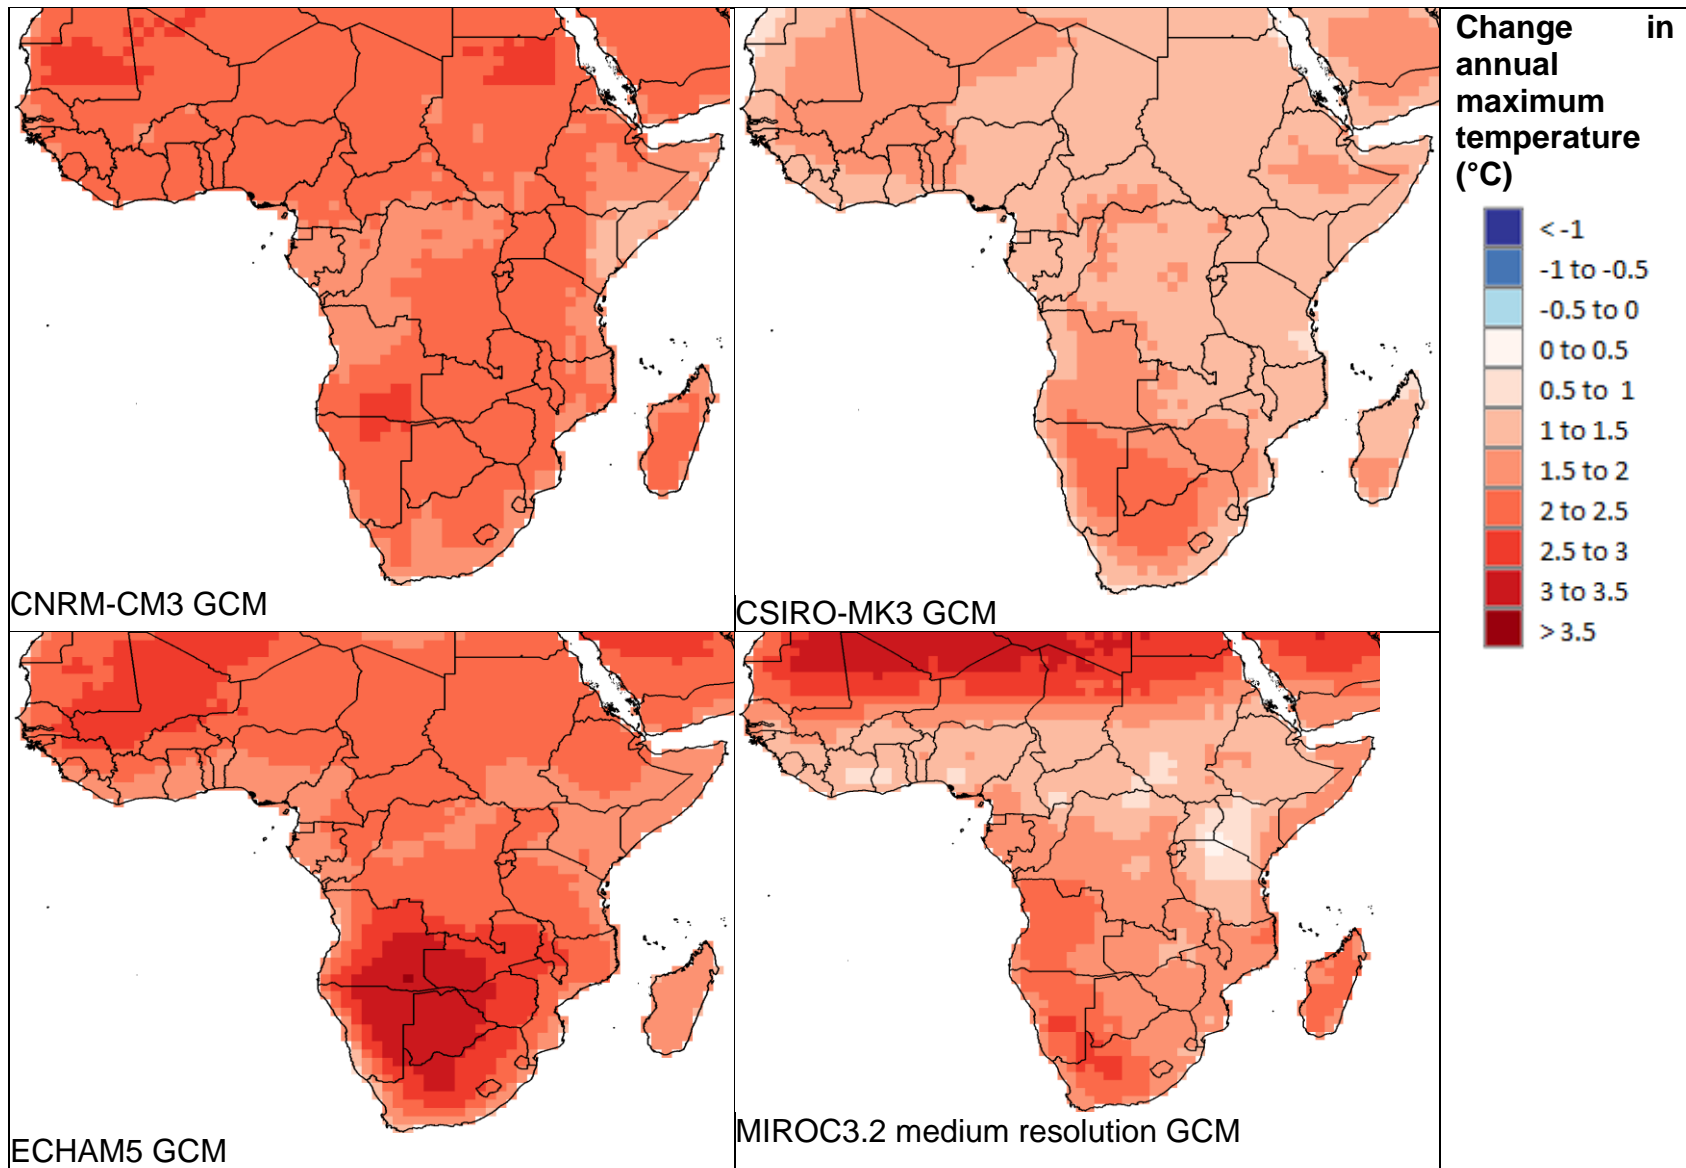 CNRM-CM3 GCM
CSIRO-MK3 GCM
ECHAM5 GCM
MIROC3.2 medium resolution GCM
Change in
annual
maximum
temperature
(°C)
< -1
-1 to -0.5
-0.5 to 0
0 to 0.5
0.5 to 1
1 to 1.5
1.5 to 2
2 to 2.5
2.5 to 3
3 to 3.5
> 3.5